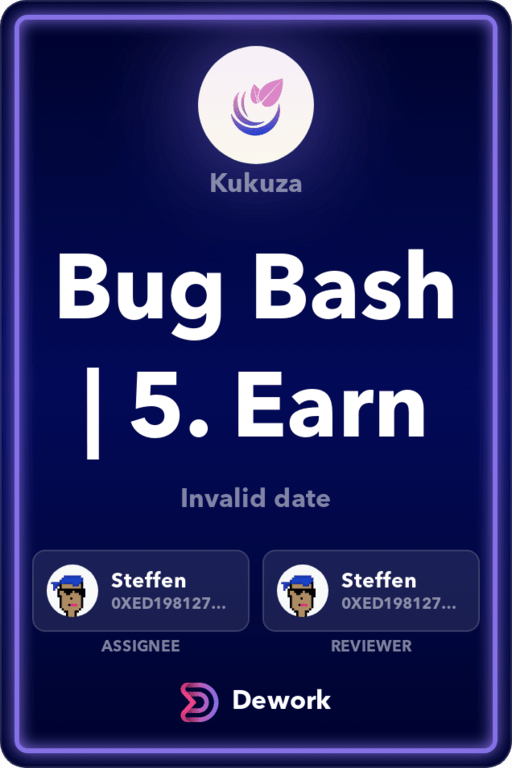 Kukuza
Bug Bash
| 5. Earn
Invalid date
Steffen
0XED198127...
Steffen
0XED198127...
ASSIGNEE
REVIEWER
Dework